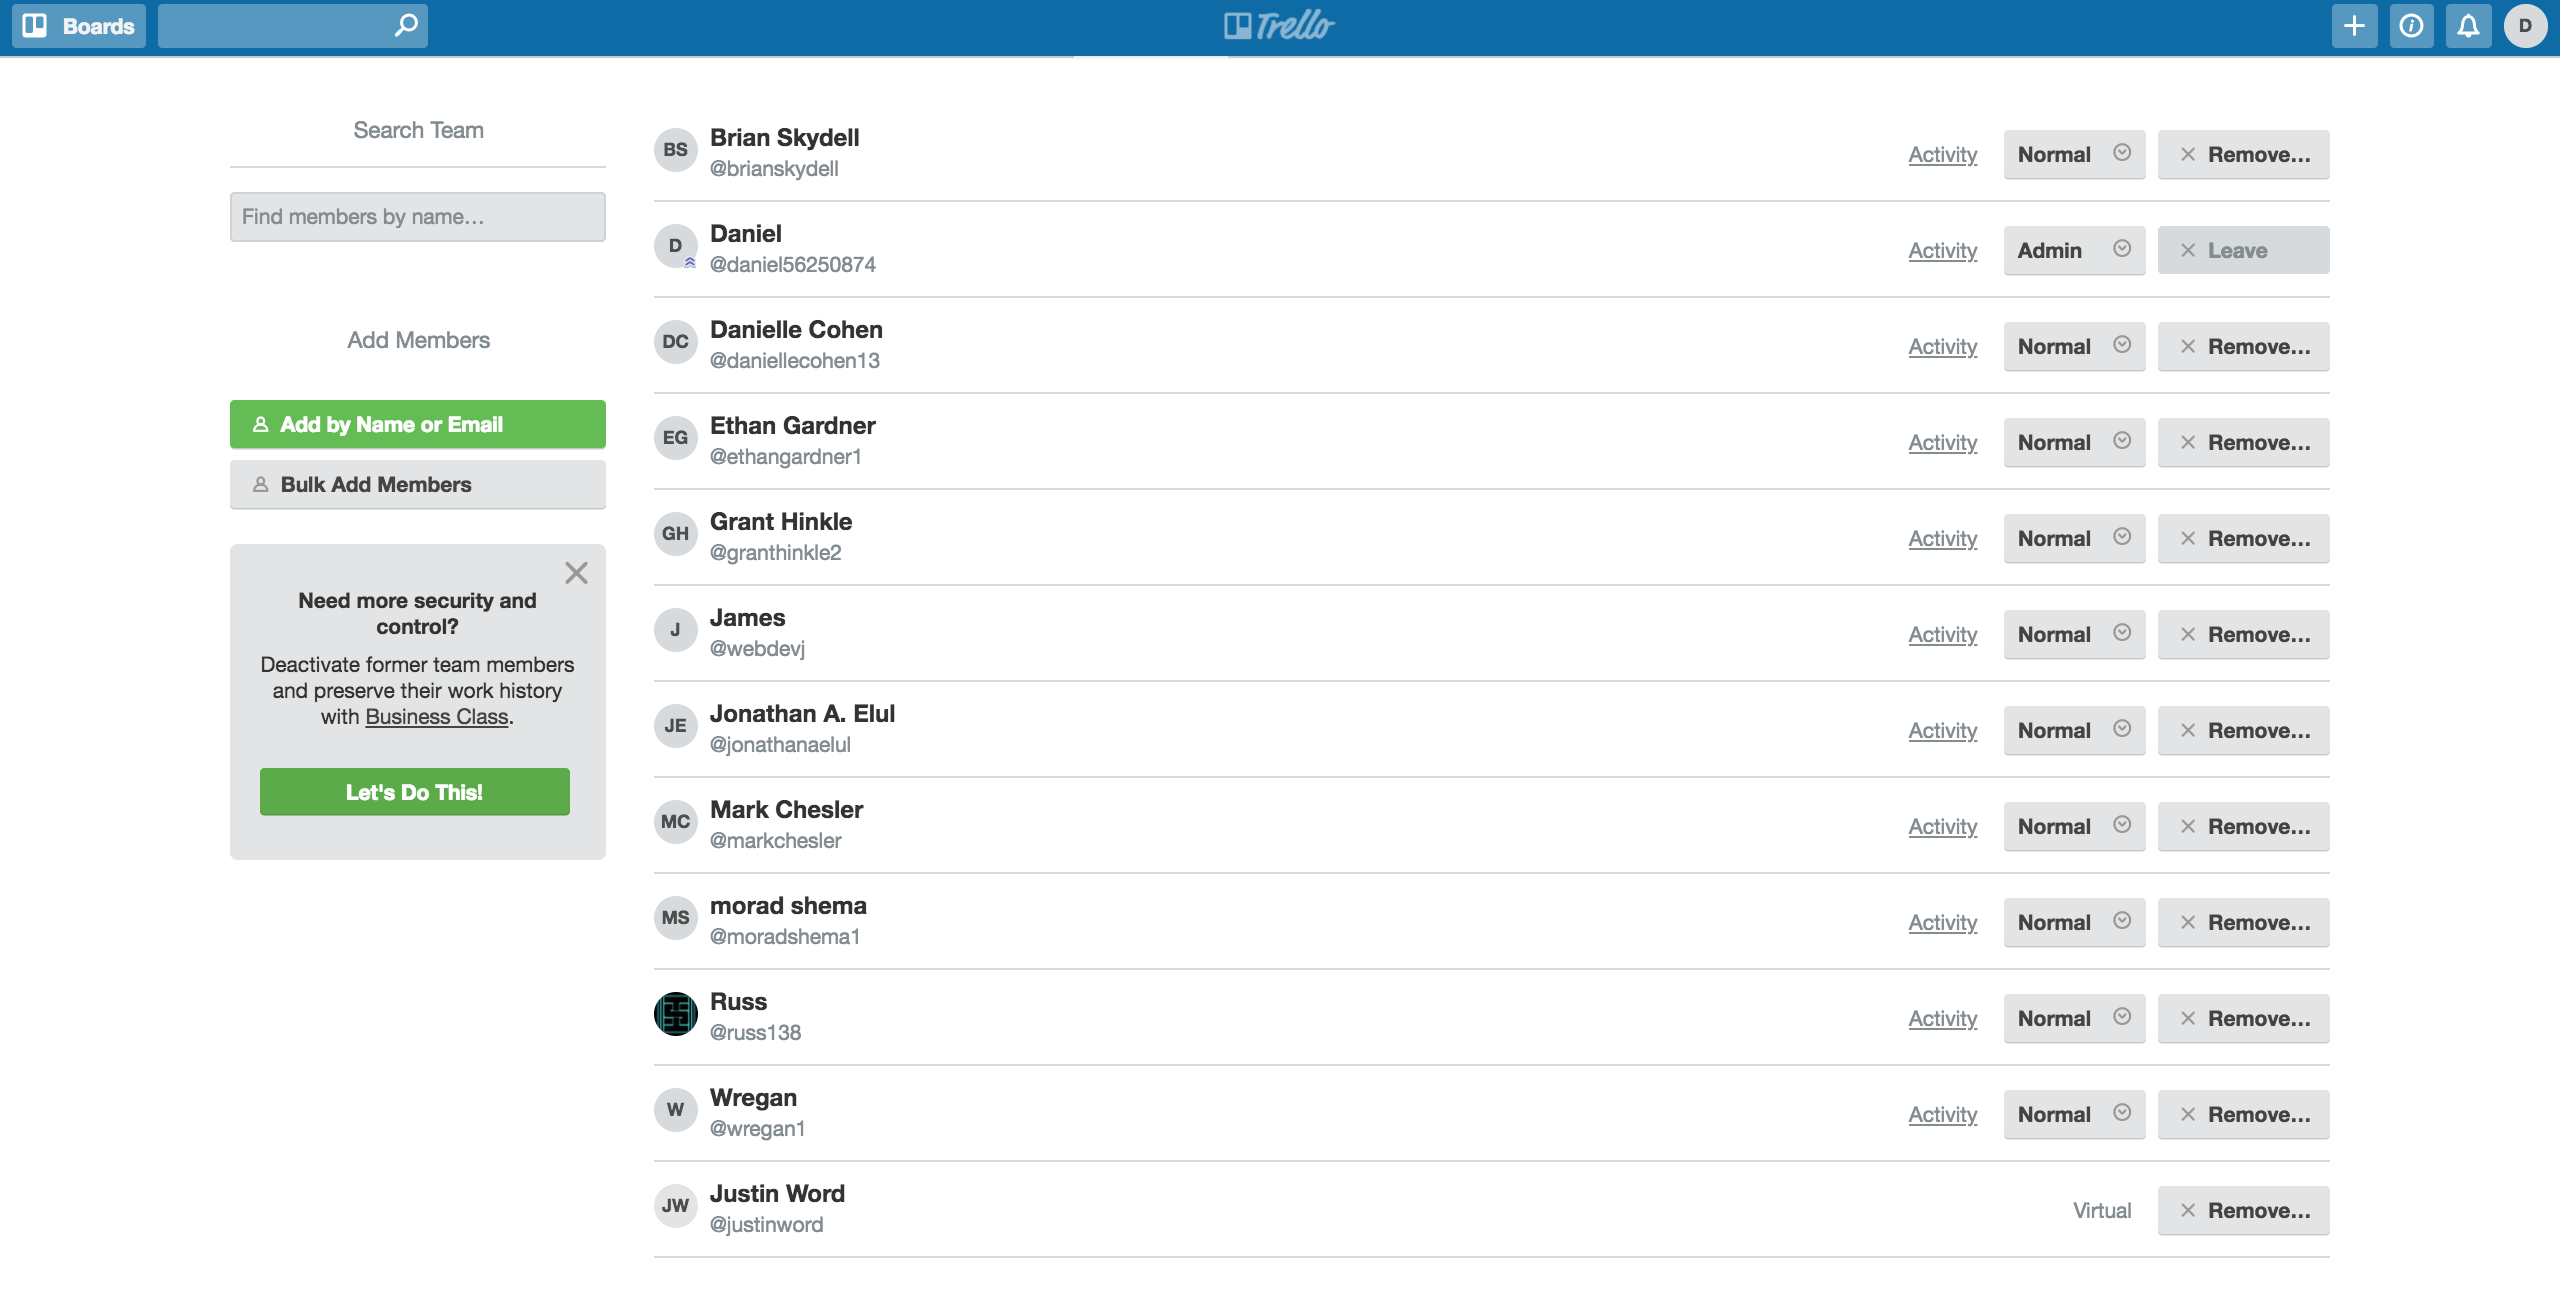 Boards
Trello
D
Search Team
Find members by name...
Add Members
Add by Name or Email
Bulk Add Members
Need more security and
control?
Deactivate former team members
and preserve their work history
with Business Class.
Let's Do This!
BS Brian Skydell
@brianskydell
Activity Normal Remove...
D Daniel
@daniel56250874
Activity Admin Leave
DC Danielle Cohen
@daniellecohen13
Activity Normal Remove...
EG Ethan Gardner
@ethangardner1
Activity Normal Remove...
GH Grant Hinkle
@granthinkle2
Activity Normal Remove...
J James
@webdevj
Activity Normal Remove...
JE Jonathan A. Elul
@jonathanaelul
Activity Normal Remove...
MC Mark Chesler
@markchesler
Activity Normal Remove...
MS morad shema
@moradshema1
Activity Normal Remove...
Russ
@russ138
Activity Normal Remove...
W Wregan
@wregan1
Activity Normal Remove...
JW Justin Word
@justinword
Virtual Remove...